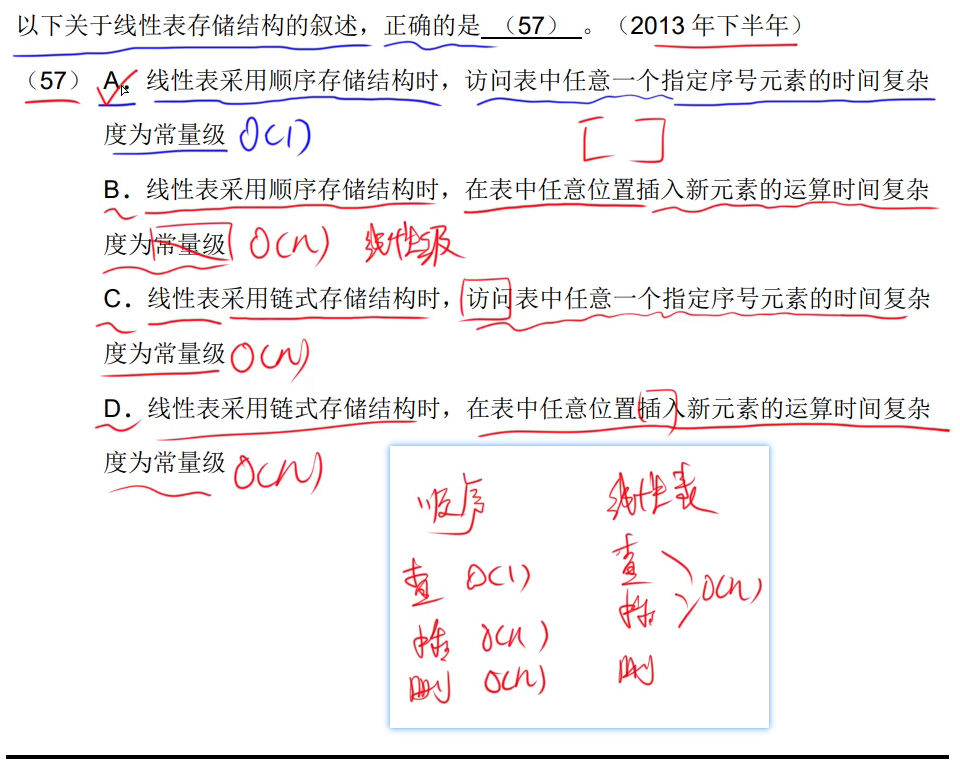 以下关于线性表存储结构的叙述，正确的是 （57） 。（2013 年下半年）
（57） A．线性表采用顺序存储结构时，访问表中任意一个指定序号元素的时间复杂
度为常量级 O(1)
B．线性表采用顺序存储结构时，在表中任意位置插入新元素的运算时间复杂
度为常量级 O(n) 线性级
C．线性表采用链式存储结构时，访问表中任意一个指定序号元素的时间复杂
度为常量级 O(n)
D．线性表采用链式存储结构时，在表中任意位置插入新元素的运算时间复杂
度为常量级 O(n)
顺序 线性表
查 O(1) 查
插 O(n) 插 O(n)
删 O(n) 删